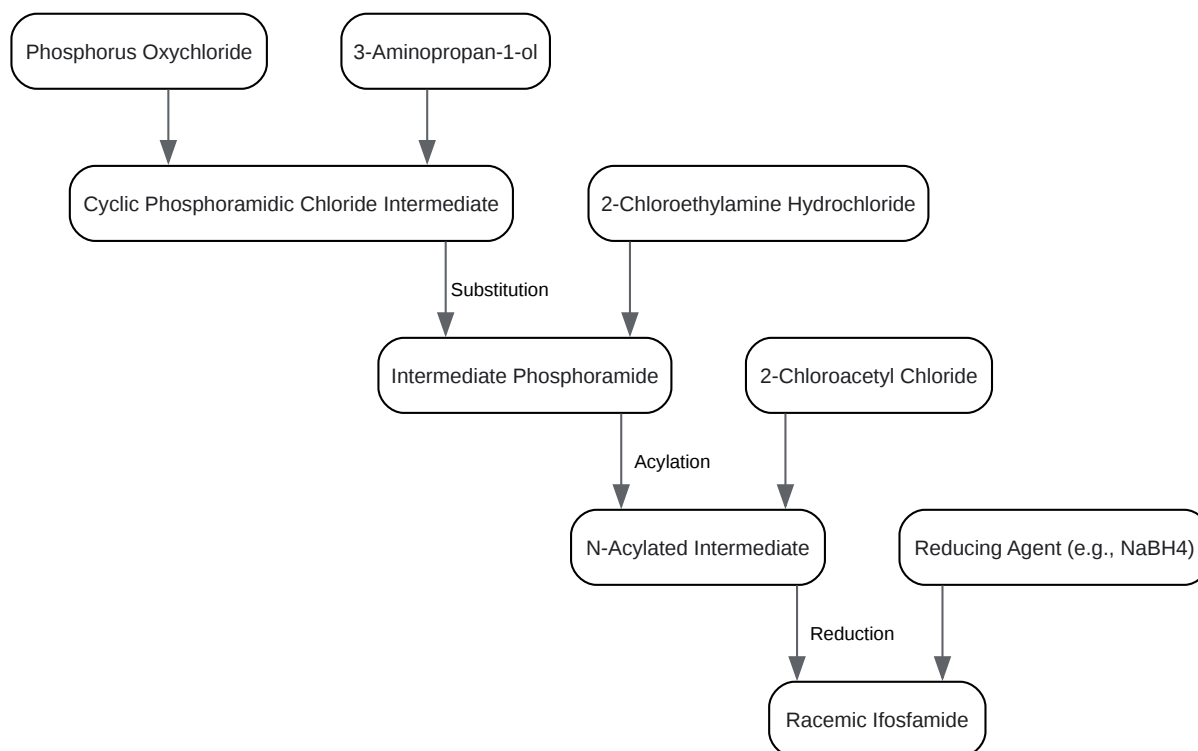 Phosphorus Oxychloride
3-Aminopropan-1-ol
Cyclic Phosphoramidic Chloride Intermediate
2-Chloroethylamine Hydrochloride
Substitution
Intermediate Phosphoramide
2-Chloroacetyl Chloride
Acylation
N-Acylated Intermediate
Reducing Agent (e.g., NaBH4)
Reduction
Racemic Ifosfamide